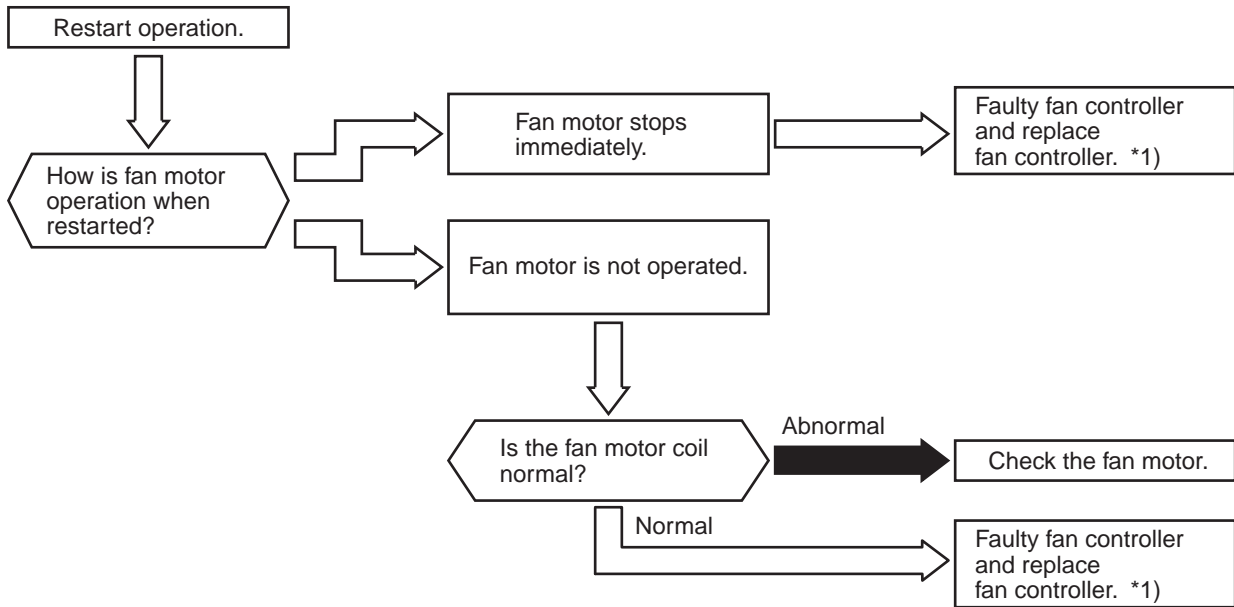 Restart operation.
How is fan motor
operation when
restarted?
Fan motor stops
immediately.
Faulty fan controller
and replace
fan controller.  *1)
Fan motor is not operated.
Is the fan motor coil
normal?
Abnormal
Check the fan motor.
Normal
Faulty fan controller
and replace
fan controller.  *1)